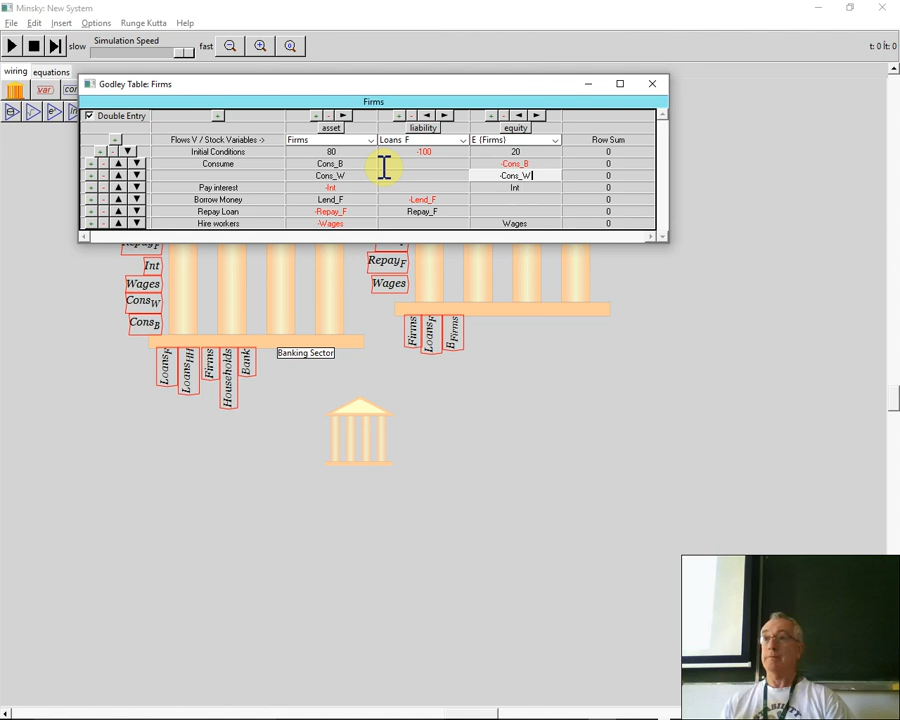 Minsky: New System
File Edit Insert Options Runge Kutta Help
Simulation Speed
slow fast
t: 0 Δt: 0
wiring equations
var con
Godley Table: Firms
Firms
Double Entry
asset liability equity
Flows V / Stock Variables -> Firms Loans_F E {Firms} Row Sum
Initial Conditions 80 -100 20 0
Consume Cons_B -Cons_B 0
Cons_W -Cons_W 0
Pay interest -Int Int 0
Borrow Money Lend_F -Lend_F 0
Repay Loan -Repay_F Repay_F 0
Hire workers -Wages Wages 0
Repay_F
Int
Wages
Cons_W
Cons_B
Loans_F
Loans_HH
Firms
Households
Bank
Banking Sector
Repay_F
Wages
Firms
Loans_F
E_Firms